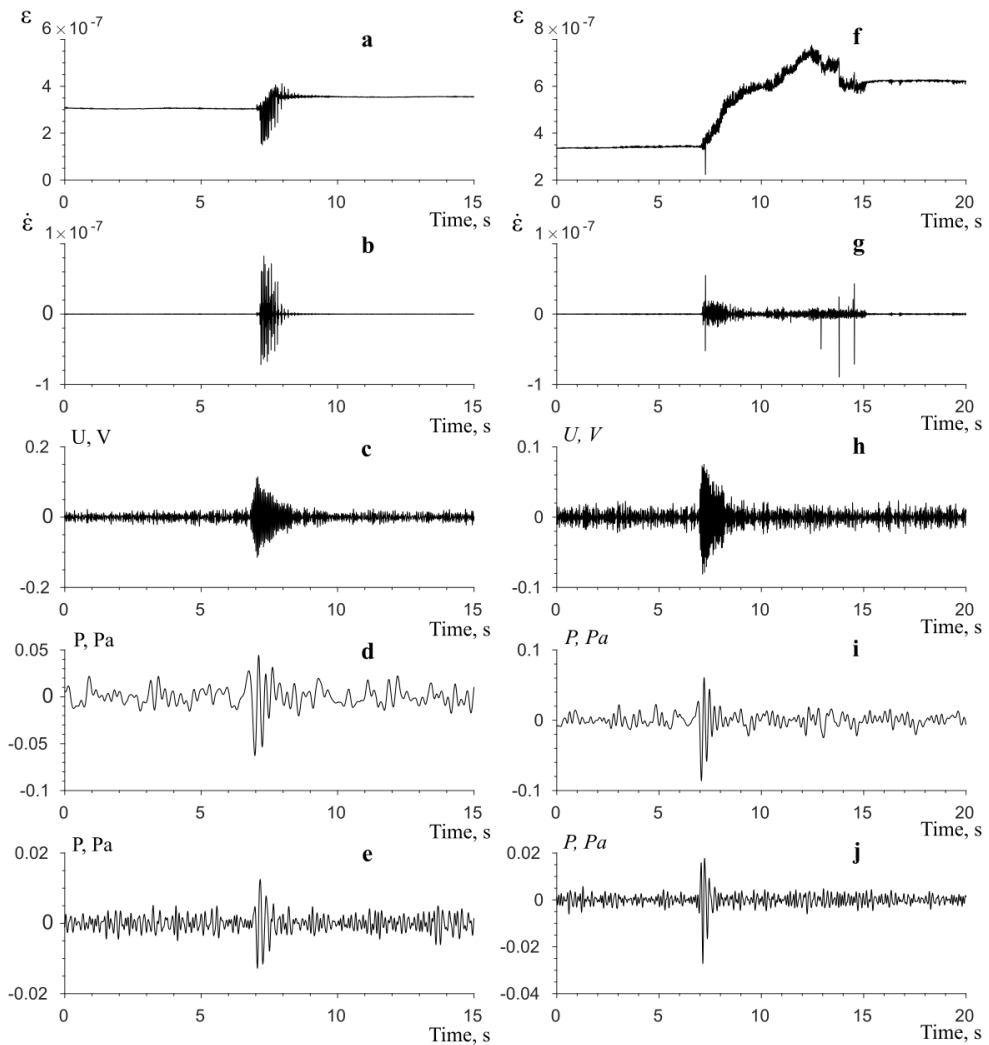 ε
6×10⁻⁷
a
4
2
0
0
5
10
15
Time, s
ε
8×10⁻⁷
f
6
4
2
0
5
10
15
20
Time, s
ε̇
1×10⁻⁷
b
0
-1
0
5
10
15
Time, s
ε̇
1×10⁻⁷
g
0
-1
0
5
10
15
20
Time, s
U, V
0.2
c
0
-0.2
0
5
10
15
Time, s
U, V
0.1
h
0
-0.1
0
5
10
15
20
Time, s
P, Pa
0.05
d
0
-0.05
-0.1
0
5
10
15
Time, s
P, Pa
0.1
i
0
-0.1
0
5
10
15
20
Time, s
P, Pa
0.02
e
0
-0.02
0
5
10
15
Time, s
P, Pa
0.02
j
0
-0.02
-0.04
0
5
10
15
20
Time, s